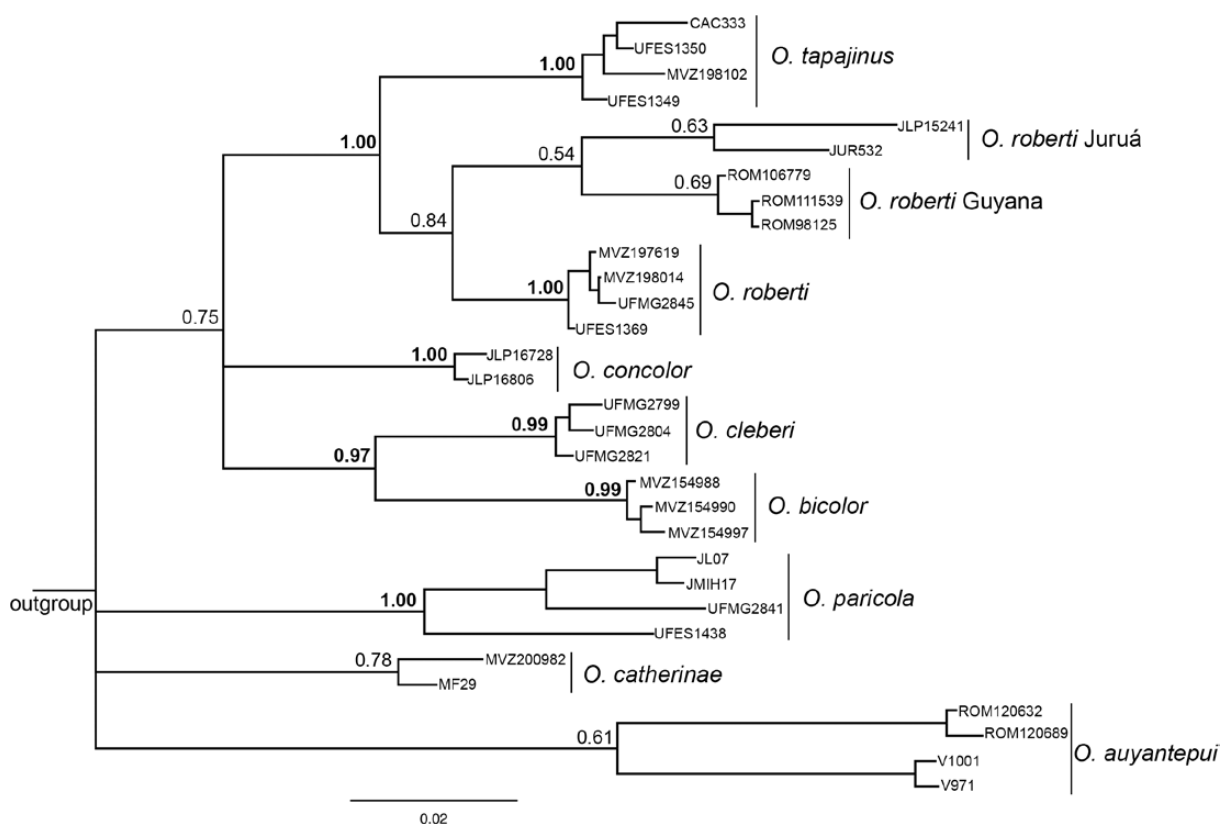 CAC333
UFES1350
O. tapajinus
1.00
MVZ198102
UFES1349
0.63
JLP15241
O. roberti Juruá
1.00
JUR532
0.54
ROM106779
0.69
ROM111539
O. roberti Guyana
0.84
ROM98125
MVZ197619
MVZ198014
O. roberti
1.00
UFMG2845
0.75
UFES1369
1.00
JLP16728
O. concolor
JLP16806
UFMG2799
0.99
UFMG2804
O. cleberi
0.97
UFMG2821
0.99
MVZ154988
MVZ154990
O. bicolor
MVZ154997
JL07
JMIH17
outgroup
1.00
UFMG2841
O. paricola
UFES1438
0.78
MVZ200982
O. catherinae
MF29
ROM120632
0.61
ROM120689
O. auyantepui
V1001
V971
0.02